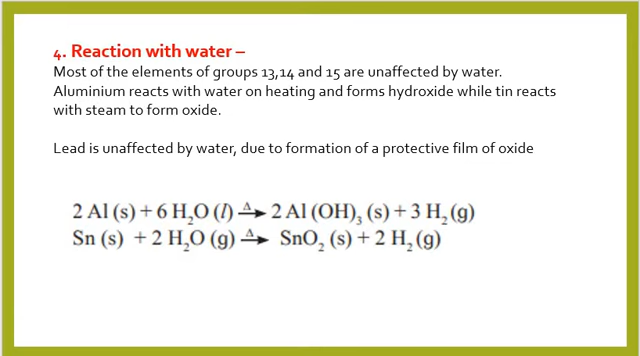 4. Reaction with water –
Most of the elements of groups 13,14 and 15 are unaffected by water.
Aluminium reacts with water on heating and forms hydroxide while tin reacts
with steam to form oxide.
Lead is unaffected by water, due to formation of a protective film of oxide
2 Al (s) + 6 H₂O (l) —Δ→ 2 Al (OH)₃ (s) + 3 H₂ (g)
Sn (s) + 2 H₂O (g) —Δ→ SnO₂ (s) + 2 H₂ (g)